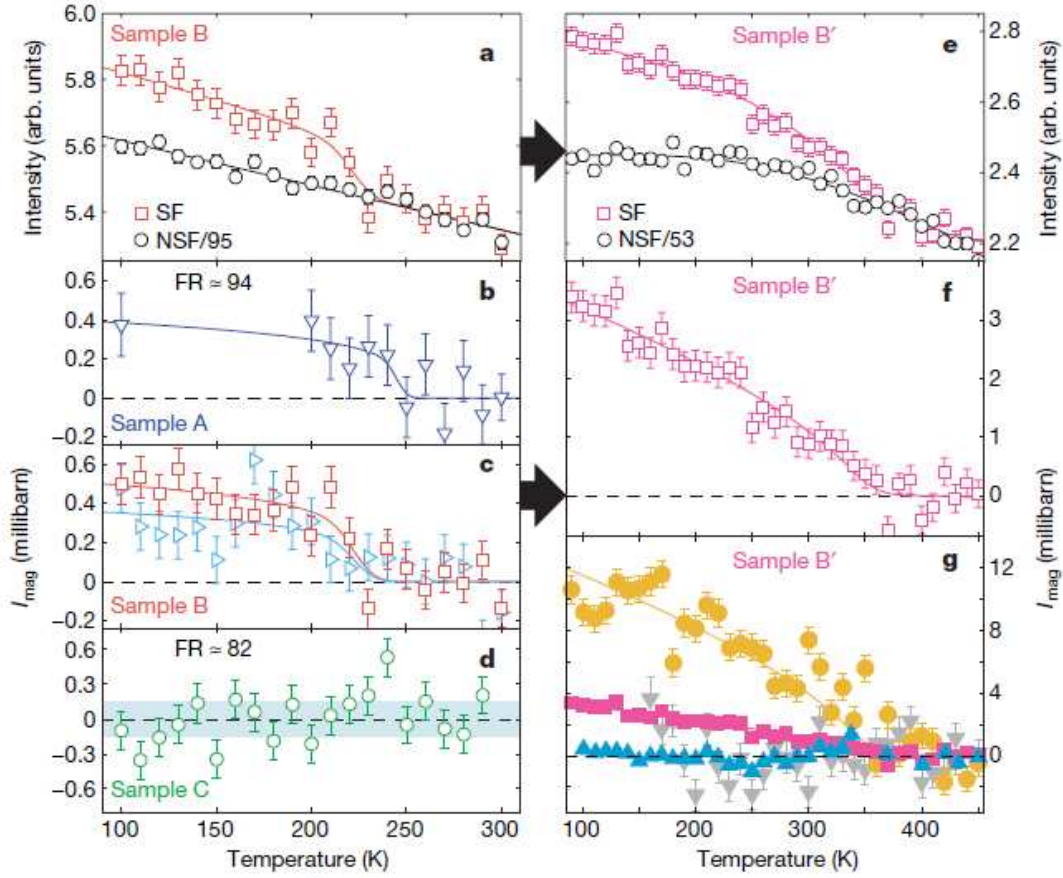 Sample B
a
6.0
5.8
5.6
5.4
Intensity (arb. units)
SF
NSF/95
FR ≃ 94
b
0.6
0.4
0.2
0
−0.2
Sample A
c
0.6
0.4
0.2
0
−0.2
I_mag (millibarn)
Sample B
FR ≃ 82
d
0.6
0.3
0
−0.3
−0.6
Sample C
100 150 200 250 300
Temperature (K)
Sample B′
e
2.8
2.6
2.4
2.2
Intensity (arb. units)
SF
NSF/53
Sample B′
f
3
2
1
0
I_mag (millibarn)
Sample B′
g
12
8
4
0
100 200 300 400
Temperature (K)